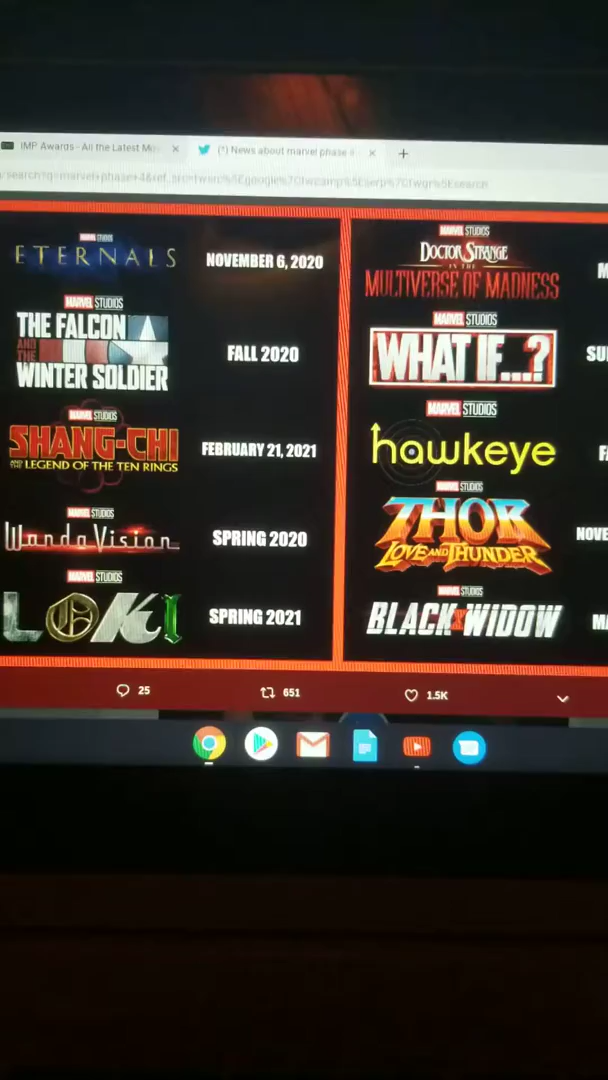 IMP Awards - All the Latest Mo
(*) News about marvel phase 4
MARVEL STUDIOS
ETERNALS
NOVEMBER 6, 2020
MARVEL STUDIOS
THE FALCON
AND THE
WINTER SOLDIER
FALL 2020
MARVEL STUDIOS
SHANG-CHI
AND THE LEGEND OF THE TEN RINGS
FEBRUARY 21, 2021
MARVEL STUDIOS
WandaVision
SPRING 2020
MARVEL STUDIOS
LOKI
SPRING 2021
MARVEL STUDIOS
DOCTOR STRANGE
IN THE
MULTIVERSE OF MADNESS
M
MARVEL STUDIOS
WHAT IF...?
SU
MARVEL STUDIOS
hawkeye
FA
MARVEL STUDIOS
THOR
LOVE AND THUNDER
NOVE
MARVEL STUDIOS
BLACK WIDOW
MA
25
651
1.5K